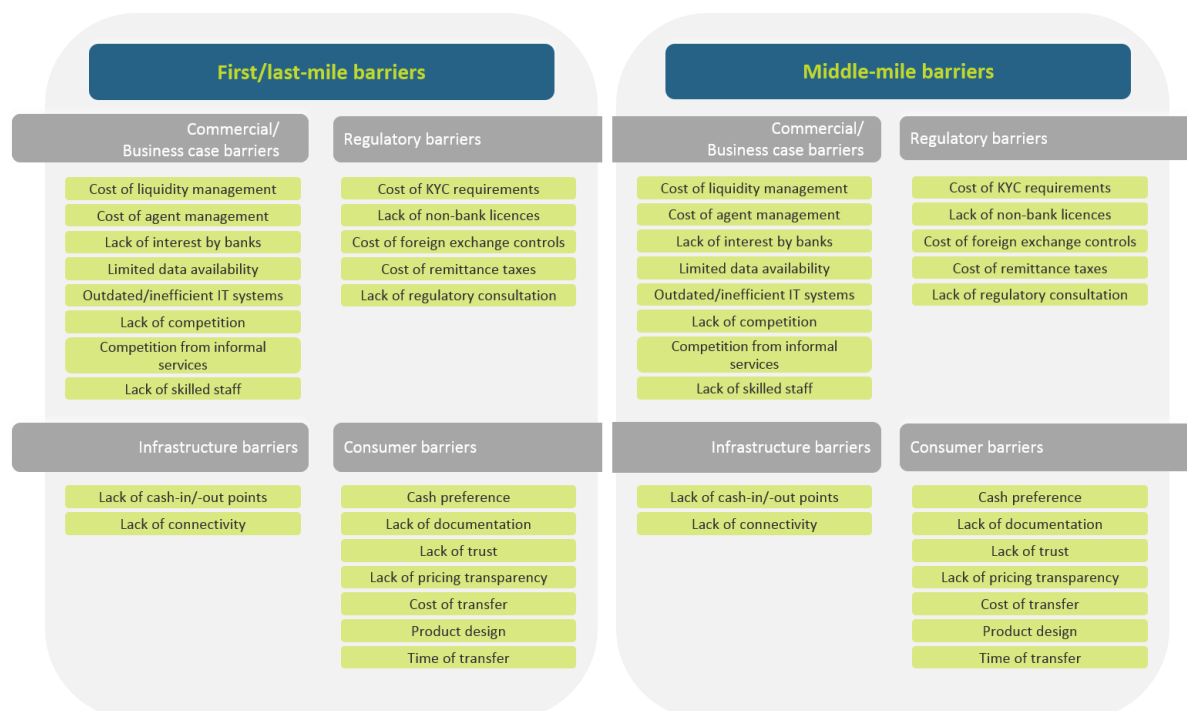 First/last-mile barriers
Commercial/
Business case barriers
Cost of liquidity management
Cost of agent management
Lack of interest by banks
Limited data availability
Outdated/inefficient IT systems
Lack of competition
Competition from informal
services
Lack of skilled staff
Regulatory barriers
Cost of KYC requirements
Lack of non-bank licences
Cost of foreign exchange controls
Cost of remittance taxes
Lack of regulatory consultation
Infrastructure barriers
Lack of cash-in/-out points
Lack of connectivity
Consumer barriers
Cash preference
Lack of documentation
Lack of trust
Lack of pricing transparency
Cost of transfer
Product design
Time of transfer
Middle-mile barriers
Commercial/
Business case barriers
Cost of liquidity management
Cost of agent management
Lack of interest by banks
Limited data availability
Outdated/inefficient IT systems
Lack of competition
Competition from informal
services
Lack of skilled staff
Regulatory barriers
Cost of KYC requirements
Lack of non-bank licences
Cost of foreign exchange controls
Cost of remittance taxes
Lack of regulatory consultation
Infrastructure barriers
Lack of cash-in/-out points
Lack of connectivity
Consumer barriers
Cash preference
Lack of documentation
Lack of trust
Lack of pricing transparency
Cost of transfer
Product design
Time of transfer